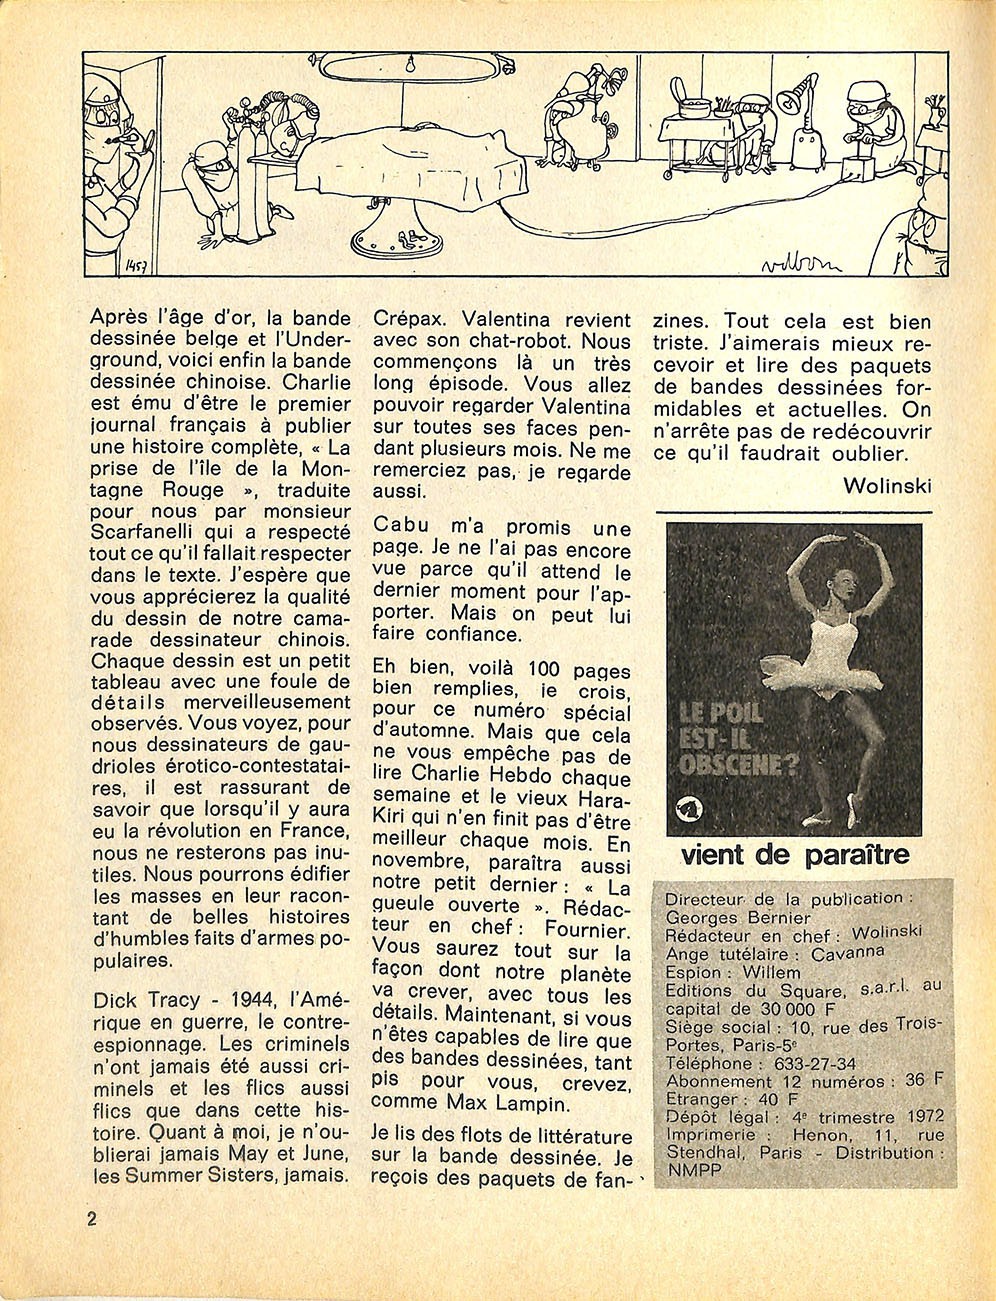 1457
Après l'âge d'or, la bande
dessinée belge et l'Under-
ground, voici enfin la bande
dessinée chinoise. Charlie
est ému d'être le premier
journal français à publier
une histoire complète, « La
prise de l'île de la Mon-
tagne Rouge », traduite
pour nous par monsieur
Scarfanelli qui a respecté
tout ce qu'il fallait respecter
dans le texte. J'espère que
vous apprécierez la qualité
du dessin de notre cama-
rade dessinateur chinois.
Chaque dessin est un petit
tableau avec une foule de
détails merveilleusement
observés. Vous voyez, pour
nous dessinateurs de gau-
drioles érotico-contestatai-
res, il est rassurant de
savoir que lorsqu'il y aura
eu la révolution en France,
nous ne resterons pas inu-
tiles. Nous pourrons édifier
les masses en leur racon-
tant de belles histoires
d'humbles faits d'armes po-
pulaires.
Dick Tracy - 1944, l'Amé-
rique en guerre, le contre-
espionnage. Les criminels
n'ont jamais été aussi cri-
minels et les flics aussi
flics que dans cette his-
toire. Quant à moi, je n'ou-
blierai jamais May et June,
les Summer Sisters, jamais.
Crépax. Valentina revient
avec son chat-robot. Nous
commençons là un très
long épisode. Vous allez
pouvoir regarder Valentina
sur toutes ses faces pen-
dant plusieurs mois. Ne me
remerciez pas, je regarde
aussi.
Cabu m'a promis une
page. Je ne l'ai pas encore
vue parce qu'il attend le
dernier moment pour l'ap-
porter. Mais on peut lui
faire confiance.
Eh bien, voilà 100 pages
bien remplies, je crois,
pour ce numéro spécial
d'automne. Mais que cela
ne vous empêche pas de
lire Charlie Hebdo chaque
semaine et le vieux Hara-
Kiri qui n'en finit pas d'être
meilleur chaque mois. En
novembre, paraîtra aussi
notre petit dernier : « La
gueule ouverte ». Rédac-
teur en chef : Fournier.
Vous saurez tout sur la
façon dont notre planète
va crever, avec tous les
détails. Maintenant, si vous
n'êtes capables de lire que
des bandes dessinées, tant
pis pour vous, crevez,
comme Max Lampin.
Je lis des flots de littérature
sur la bande dessinée. Je
reçois des paquets de fan-
zines. Tout cela est bien
triste. J'aimerais mieux re-
cevoir et lire des paquets
de bandes dessinées for-
midables et actuelles. On
n'arrête pas de redécouvrir
ce qu'il faudrait oublier.
Wolinski
LE POIL
EST-IL
OBSCENE?
vient de paraître
Directeur de la publication :
Georges Bernier
Rédacteur en chef : Wolinski
Ange tutélaire : Cavanna
Espion : Willem
Editions du Square, s.a.r.l. au
capital de 30 000 F
Siège social : 10, rue des Trois-
Portes, Paris-5e
Téléphone : 633-27-34
Abonnement 12 numéros : 36 F
Etranger : 40 F
Dépôt légal : 4e trimestre 1972
Imprimerie : Henon, 11, rue
Stendhal, Paris - Distribution :
NMPP
2